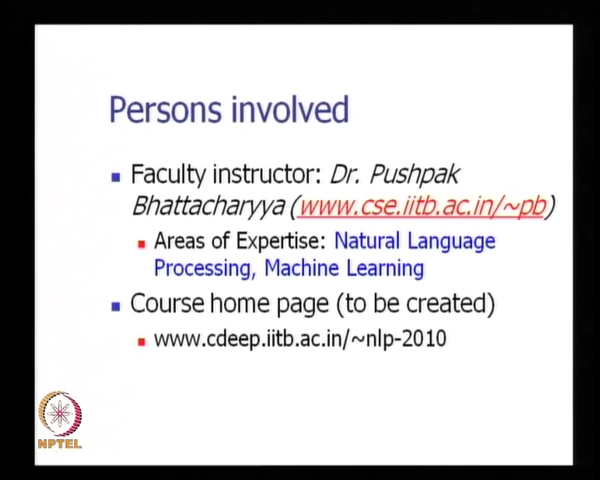 Persons involved
Faculty instructor: Dr. Pushpak
Bhattacharyya (www.cse.iitb.ac.in/~pb)
Areas of Expertise: Natural Language
Processing, Machine Learning
Course home page (to be created)
www.cdeep.iitb.ac.in/~nlp-2010
NPTEL